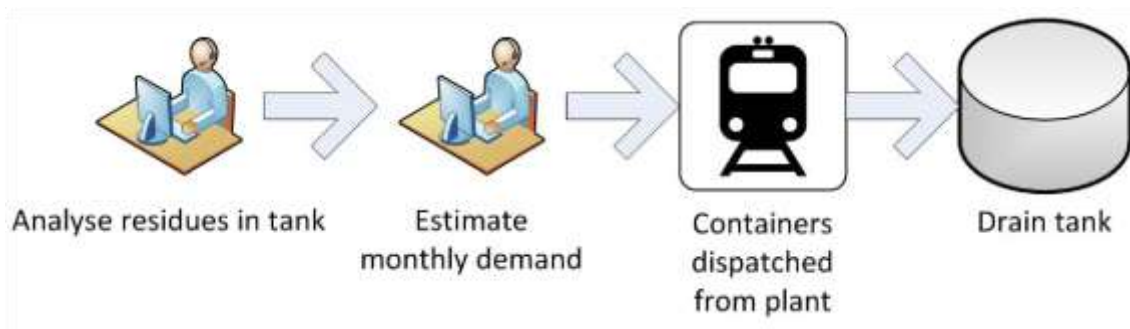 Analyse residues in tank
Estimate
monthly demand
Containers
dispatched
from plant
Drain tank